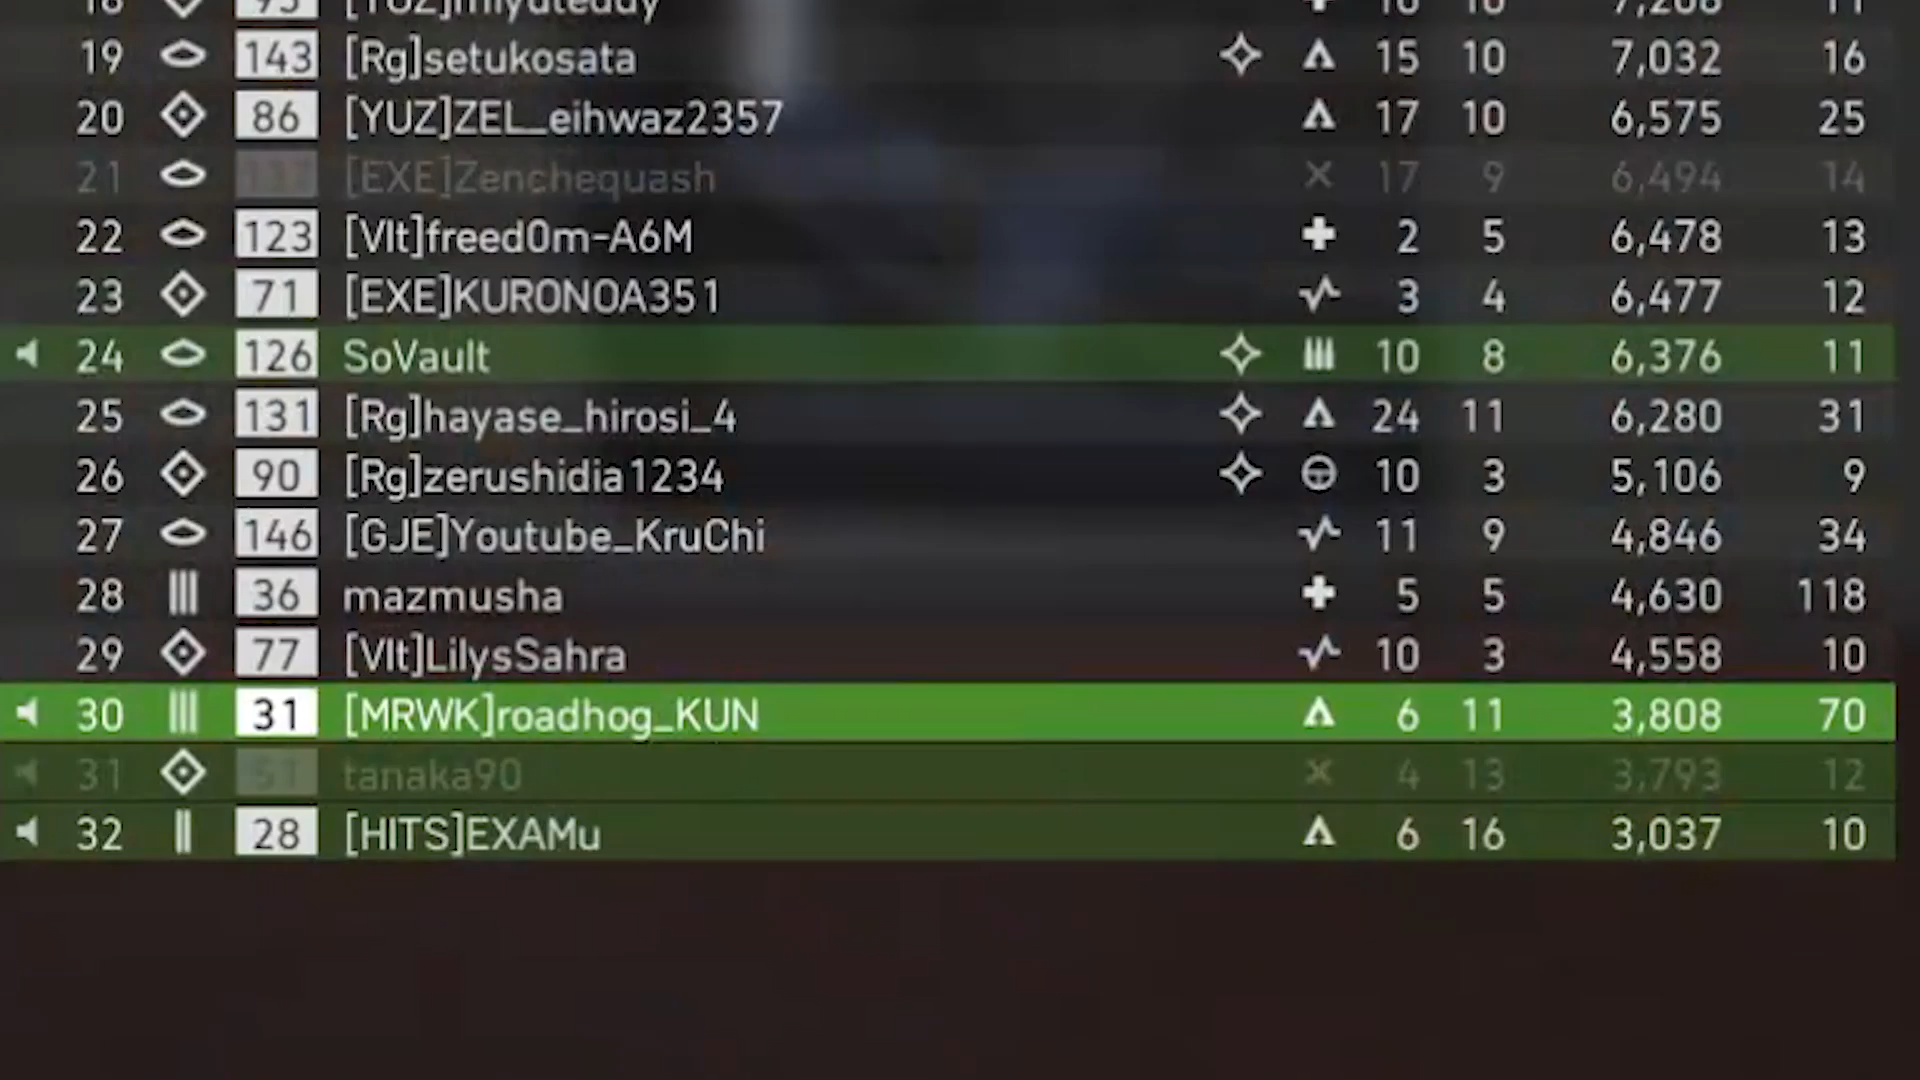 19 143 [Rg]setukosata 15 10 7,032 16
20 86 [YUZ]ZEL_eihwaz2357 17 10 6,575 25
21 [EXE]Zenchequash 17 9 6,494 14
22 123 [Vlt]freed0m-A6M 2 5 6,478 13
23 71 [EXE]KURONOA351 3 4 6,477 12
24 126 SoVault 10 8 6,376 11
25 131 [Rg]hayase_hirosi_4 24 11 6,280 31
26 90 [Rg]zerushidia1234 10 3 5,106 9
27 146 [GJE]Youtube_KruChi 11 9 4,846 34
28 36 mazmusha 5 5 4,630 118
29 77 [Vlt]LilysSahra 10 3 4,558 10
30 31 [MRWK]roadhog_KUN 6 11 3,808 70
31 51 tanaka90 4 13 3,793 12
32 28 [HITS]EXAMu 6 16 3,037 10